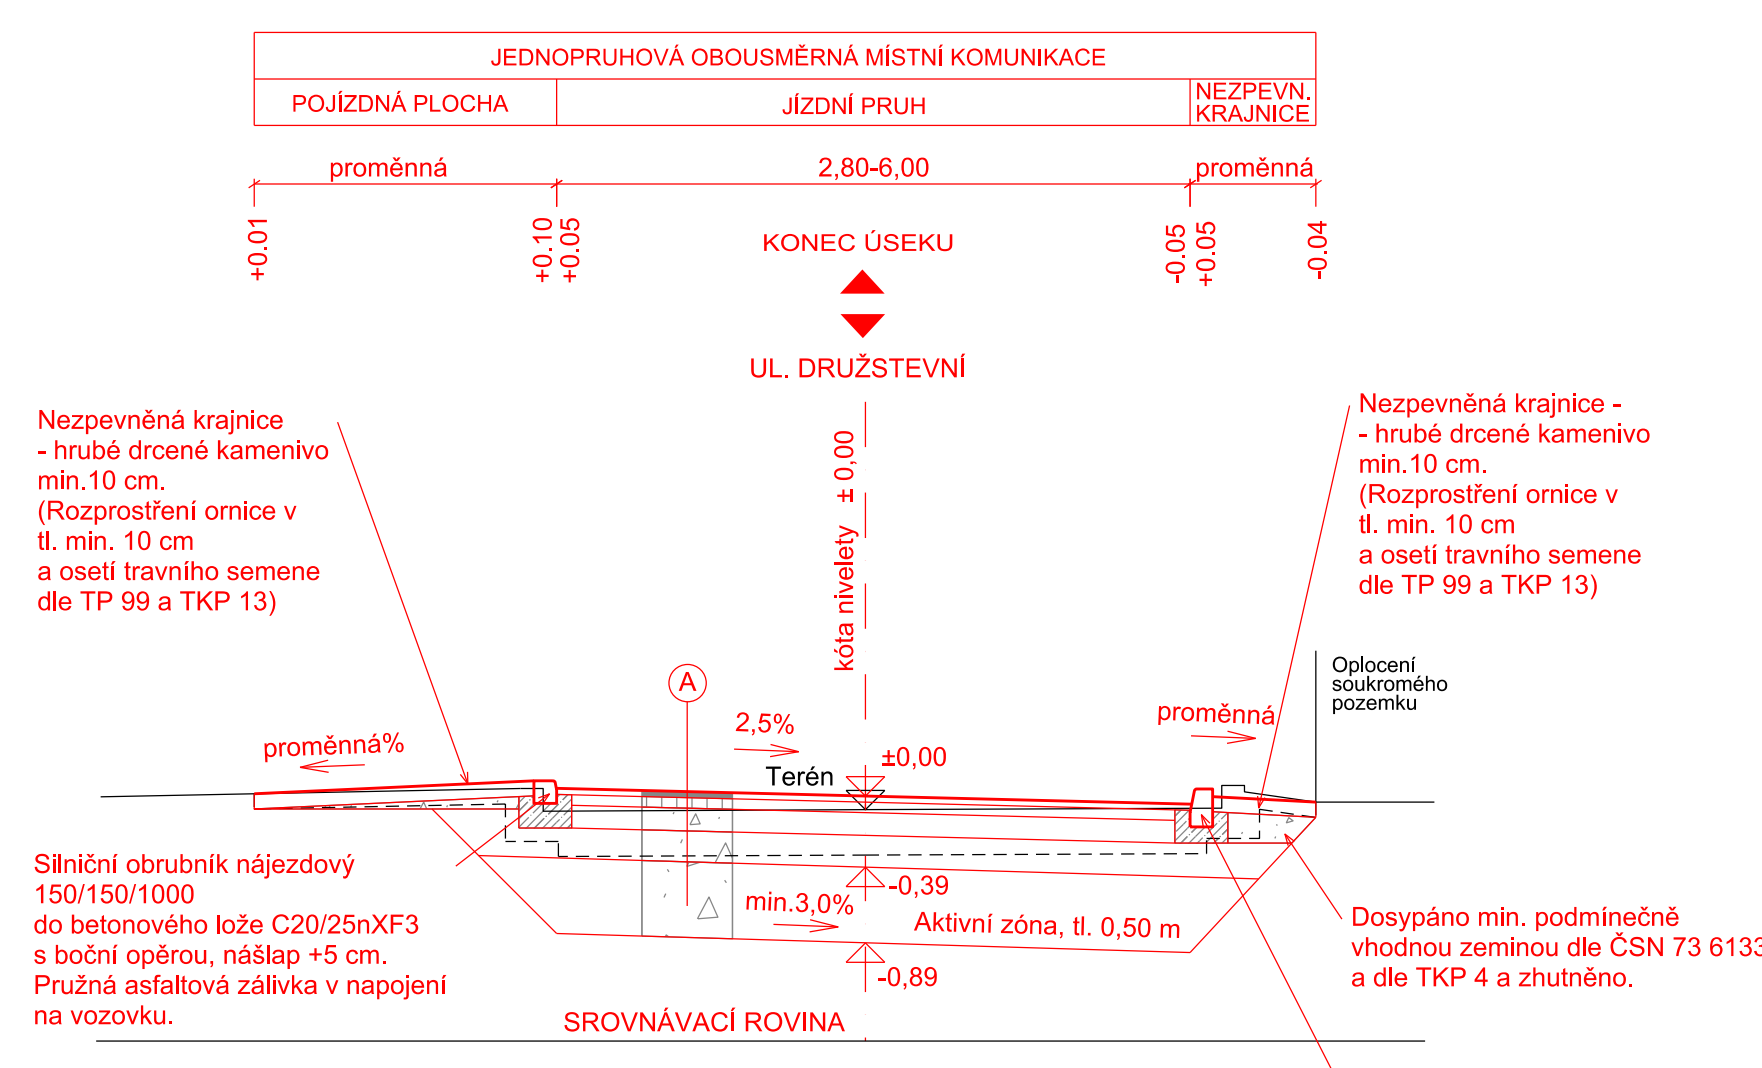 JEDNOPRUHOVÁ OBOUSMĚRNÁ MÍSTNÍ KOMUNIKACE
POJÍZDNÁ PLOCHA
JÍZDNÍ PRUH
NEZPEVN.
KRAJNICE
proměnná
2,80-6,00
proměnná
+0.01
+0.10
+0.05
-0.05
+0.05
-0.04
KONEC ÚSEKU
UL. DRUŽSTEVNÍ
kóta nivelety ± 0,00
Nezpevněná krajnice
- hrubé drcené kamenivo
min.10 cm.
(Rozprostření ornice v
tl. min. 10 cm
a osetí travního semene
dle TP 99 a TKP 13)
Nezpevněná krajnice -
- hrubé drcené kamenivo
min.10 cm.
(Rozprostření ornice v
tl. min. 10 cm
a osetí travního semene
dle TP 99 a TKP 13)
Oplocení
soukromého
pozemku
A
proměnná%
2,5%
proměnná
±0,00
Terén
-0,39
min.3,0%
Aktivní zóna, tl. 0,50 m
-0,89
Silniční obrubník nájezdový
150/150/1000
do betonového lože C20/25nXF3
s boční opěrou, nášlap +5 cm.
Pružná asfaltová zálivka v napojení
na vozovku.
Dosypáno min. podmínečně
vhodnou zeminou dle ČSN 73 6133
a dle TKP 4 a zhutněno.
SROVNÁVACÍ ROVINA